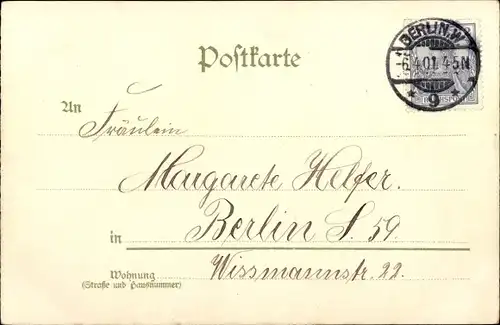 BERLIN.W.
-6.4.01. 4-5N.
* 9 *
Postkarte
An
Fräulein
Margarete Helfer.
in Berlin S. 59.
Wohnung Wissmannstr. 22.
(Straße und Hausnummer)